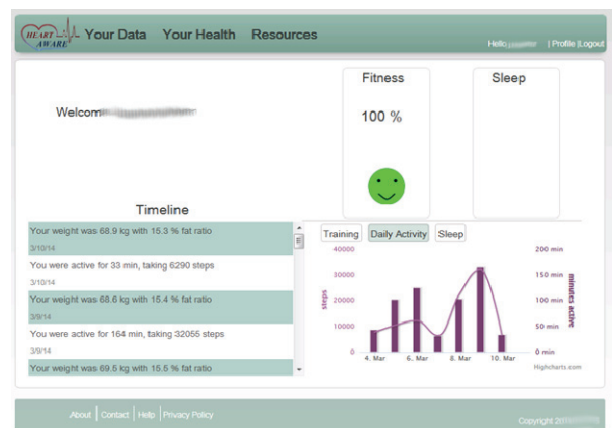 HEART AWARE
Your Data Your Health Resources
Hello | Profile |Logout
Welcom
Fitness
100 %
Sleep
Timeline
Your weight was 68.9 kg with 15.3 % fat ratio
3/10/14
You were active for 33 min, taking 6290 steps
3/10/14
Your weight was 68.6 kg with 15.4 % fat ratio
3/9/14
You were active for 164 min, taking 32055 steps
3/9/14
Your weight was 69.5 kg with 15.5 % fat ratio
Training Daily Activity Sleep
40000 200 min
30000 150 min
20000 100 min
10000 50 min
0 0 min
steps
minutes active
4. Mar 6. Mar 8. Mar 10. Mar
Highcharts.com
About | Contact | Help | Privacy Policy
Copyright 20